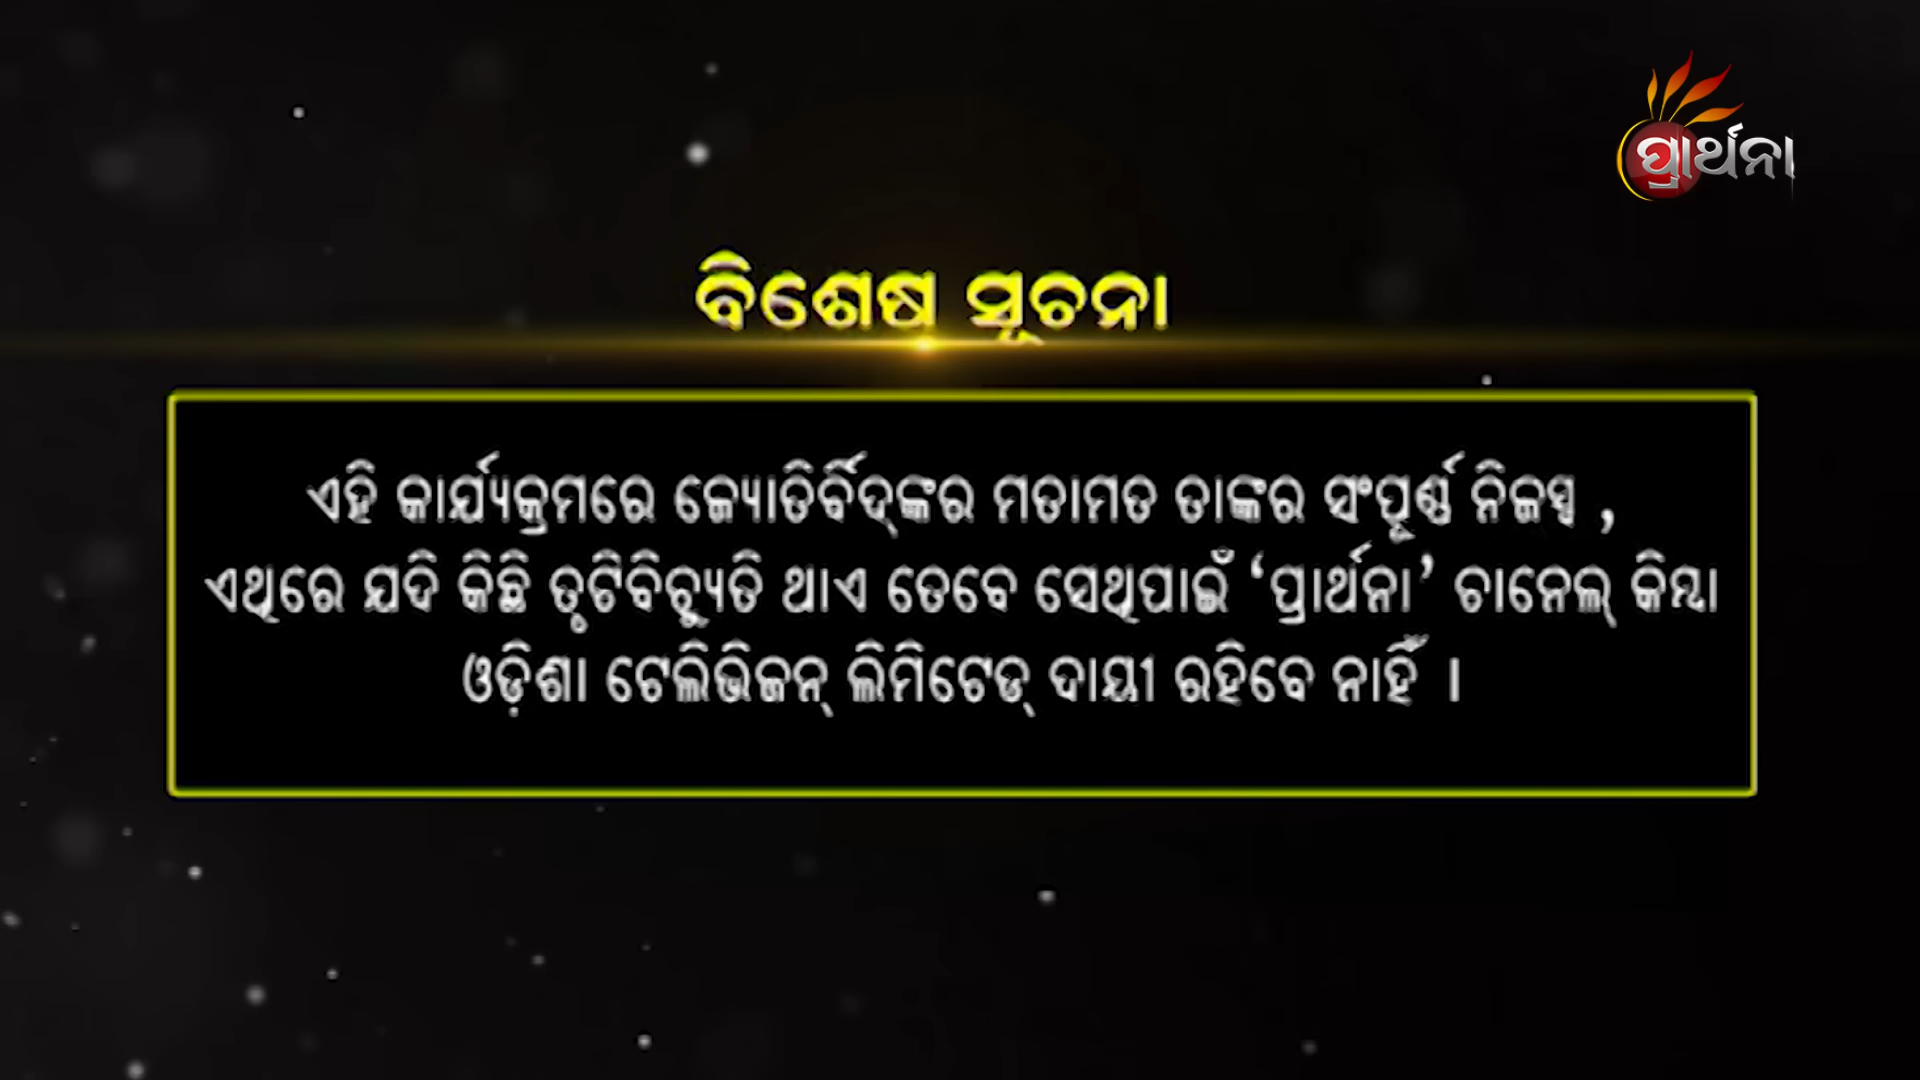 ପ୍ରାର୍ଥନା
ବିଶେଷ ସୂଚନା
ଏହି କାର୍ଯ୍ୟକ୍ରମରେ ଜ୍ୟୋତିର୍ବିଦ୍‌ଙ୍କର ମତାମତ ତାଙ୍କର ସଂପୂର୍ଣ୍ଣ ନିଜସ୍ୱ ,
ଏଥିରେ ଯଦି କିଛି ତୃଟିବିଚ୍ୟୁତି ଥାଏ ତେବେ ସେଥିପାଇଁ ‘ପ୍ରାର୍ଥନା’ ଚାନେଲ୍ କିମ୍ବା
ଓଡ଼ିଶା ଟେଲିଭିଜନ୍ ଲିମିଟେଡ୍ ଦାୟୀ ରହିବେ ନାହିଁ ।